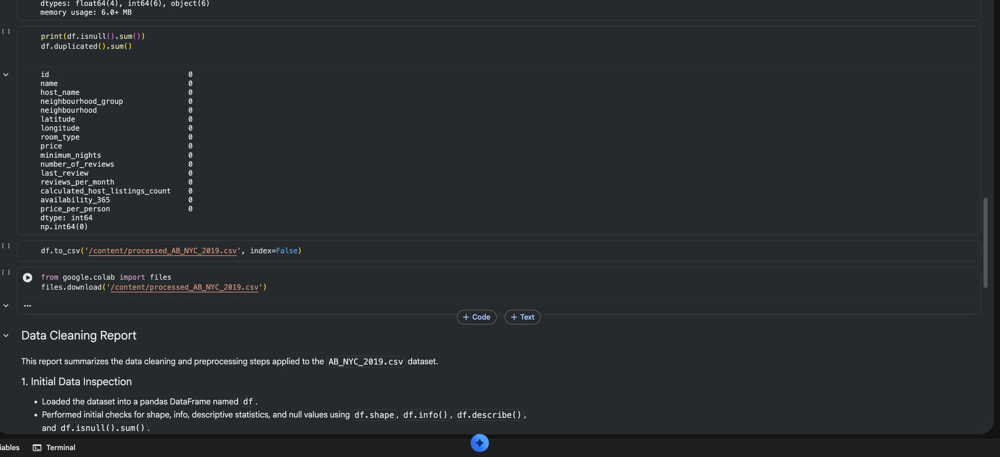 dtypes: float64(4), int64(6), object(6)
memory usage: 6.0+ MB
[ ]
print(df.isnull().sum())
df.duplicated().sum()
id 0
name 0
host_name 0
neighbourhood_group 0
neighbourhood 0
latitude 0
longitude 0
room_type 0
price 0
minimum_nights 0
number_of_reviews 0
last_review 0
reviews_per_month 0
calculated_host_listings_count 0
availability_365 0
price_per_person 0
dtype: int64
np.int64(0)
[ ]
df.to_csv('/content/processed_AB_NYC_2019.csv', index=False)
[ ]
from google.colab import files
files.download('/content/processed_AB_NYC_2019.csv')
...
+ Code + Text
Data Cleaning Report
This report summarizes the data cleaning and preprocessing steps applied to the AB_NYC_2019.csv dataset.
1. Initial Data Inspection
• Loaded the dataset into a pandas DataFrame named df.
• Performed initial checks for shape, info, descriptive statistics, and null values using df.shape, df.info(), df.describe(),
and df.isnull().sum().
iables Terminal